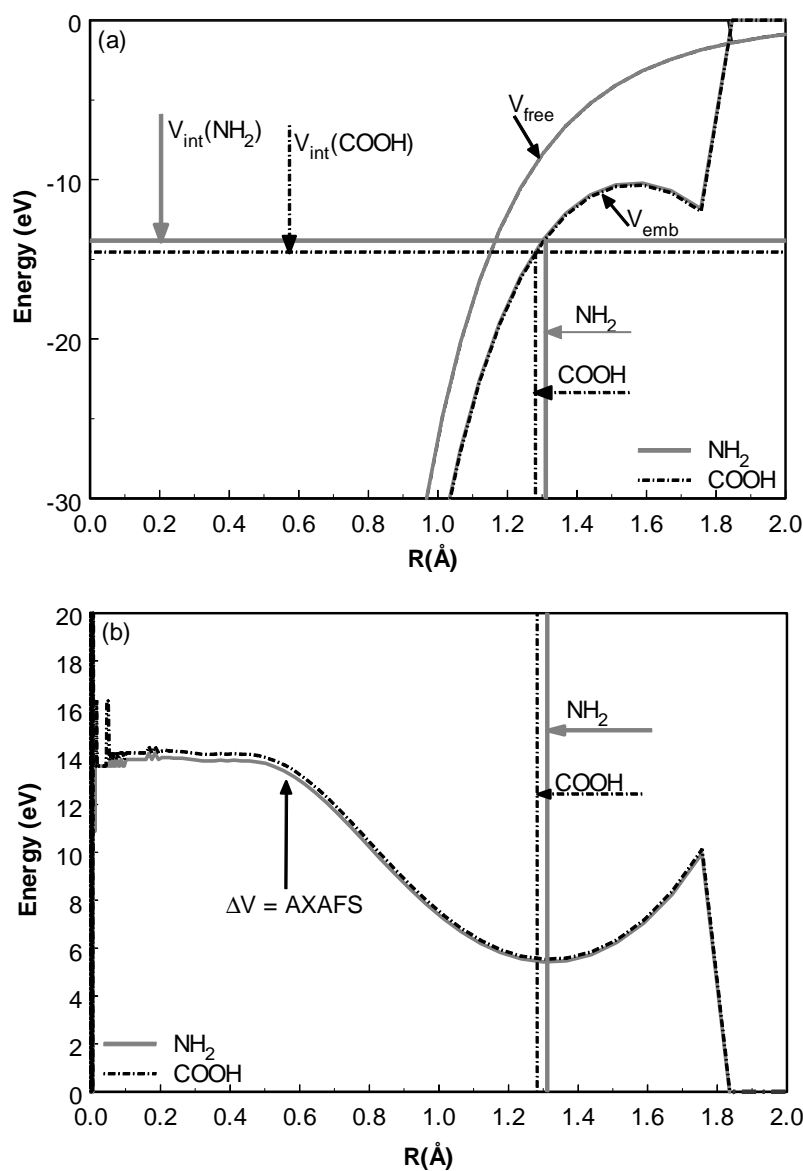 (a)
0
-10
-20
-30
Energy (eV)
V_free
V_int(NH_2)
V_int(COOH)
V_emb
NH_2
COOH
NH_2
COOH
0.0 0.2 0.4 0.6 0.8 1.0 1.2 1.4 1.6 1.8 2.0
R(Å)
(b)
20
18
16
14
12
10
8
6
4
2
0
Energy (eV)
NH_2
COOH
ΔV = AXAFS
NH_2
COOH
0.0 0.2 0.4 0.6 0.8 1.0 1.2 1.4 1.6 1.8 2.0
R(Å)